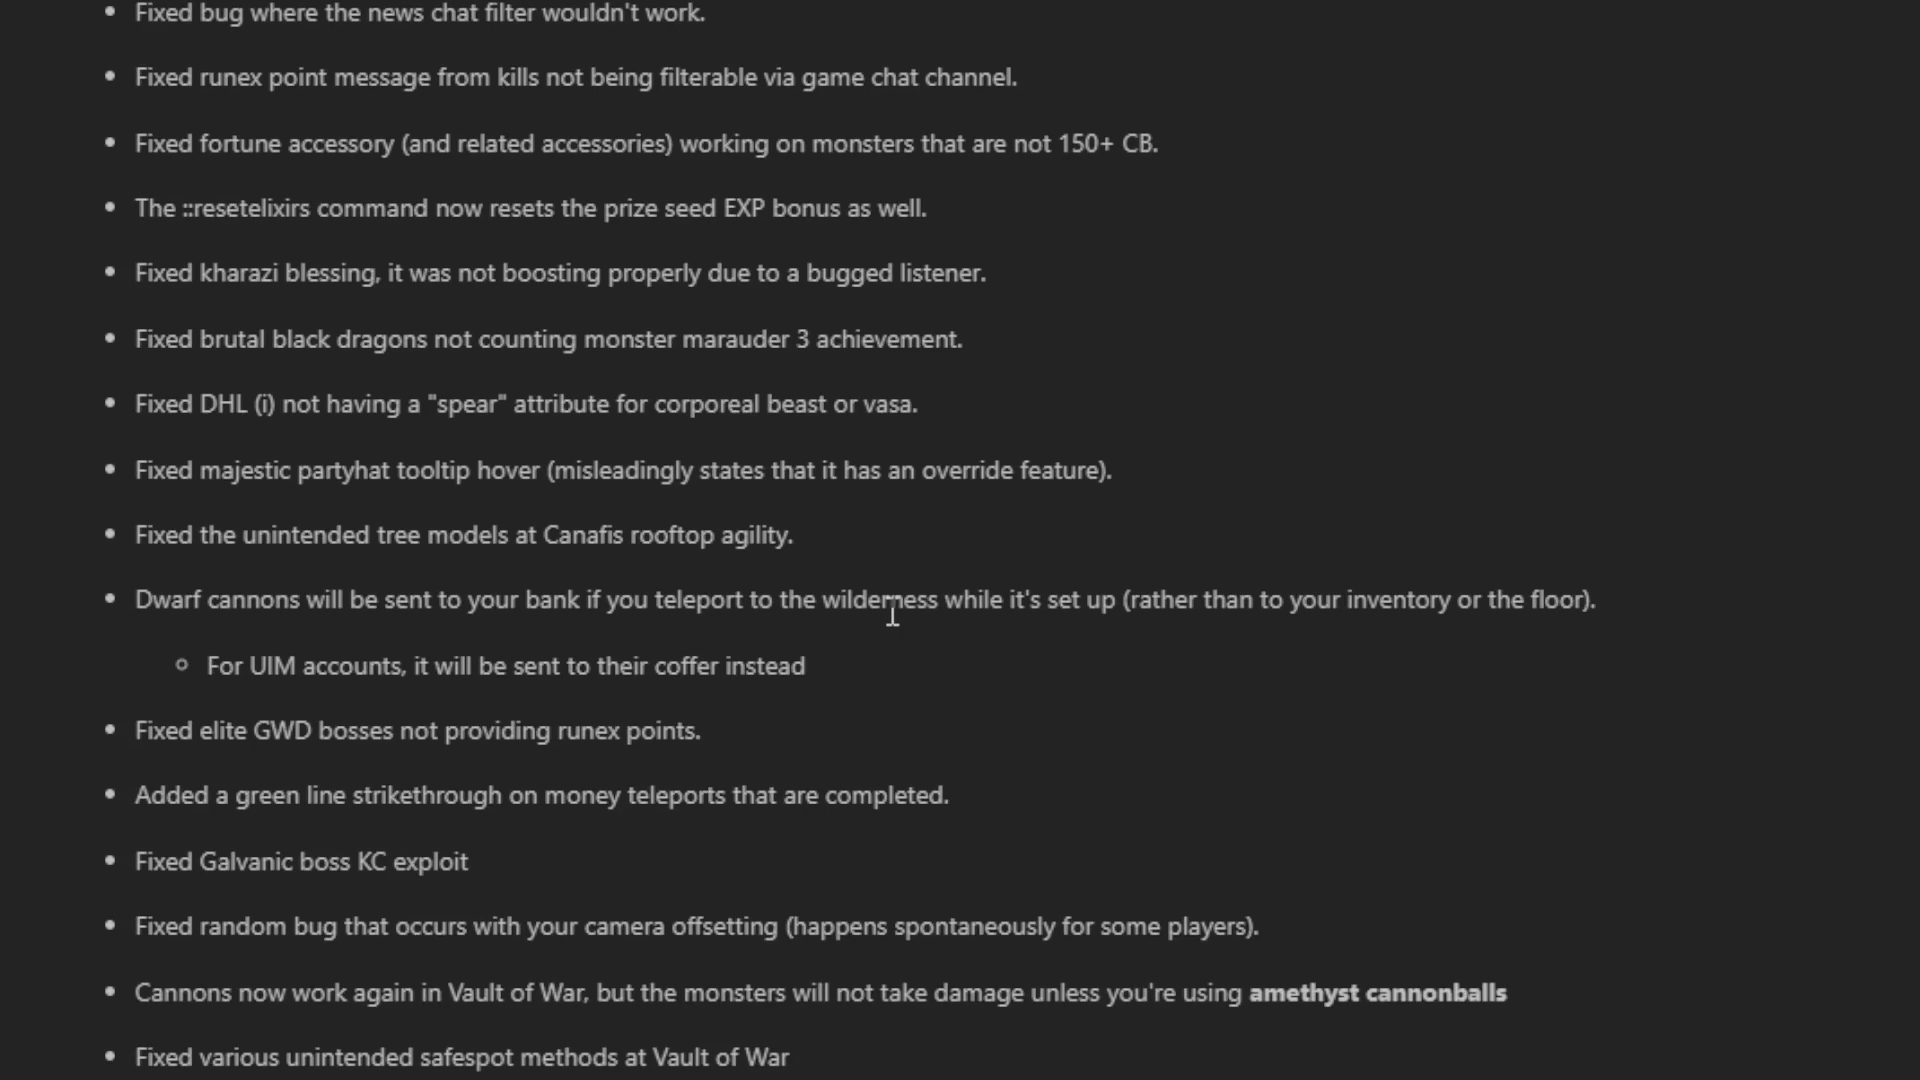 Fixed bug where the news chat filter wouldn't work.
Fixed runex point message from kills not being filterable via game chat channel.
Fixed fortune accessory (and related accessories) working on monsters that are not 150+ CB.
The ::resetelixirs command now resets the prize seed EXP bonus as well.
Fixed kharazi blessing, it was not boosting properly due to a bugged listener.
Fixed brutal black dragons not counting monster marauder 3 achievement.
Fixed DHL (i) not having a "spear" attribute for corporeal beast or vasa.
Fixed majestic partyhat tooltip hover (misleadingly states that it has an override feature).
Fixed the unintended tree models at Canafis rooftop agility.
Dwarf cannons will be sent to your bank if you teleport to the wilderness while it's set up (rather than to your inventory or the floor).
For UIM accounts, it will be sent to their coffer instead
Fixed elite GWD bosses not providing runex points.
Added a green line strikethrough on money teleports that are completed.
Fixed Galvanic boss KC exploit
Fixed random bug that occurs with your camera offsetting (happens spontaneously for some players).
Cannons now work again in Vault of War, but the monsters will not take damage unless you're using amethyst cannonballs
Fixed various unintended safespot methods at Vault of War